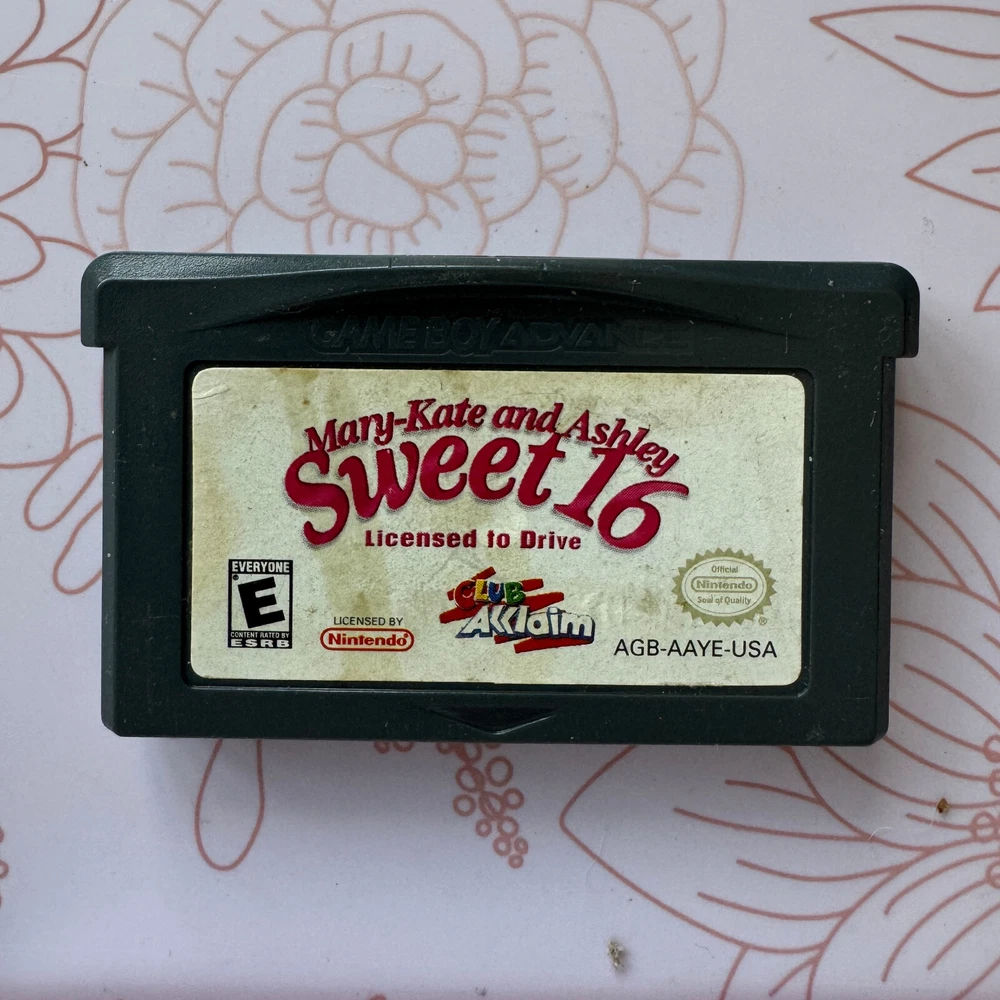 GAME BOY ADVANCE
Mary-Kate and Ashley
Sweet 16
Licensed to Drive
EVERYONE
E
CONTENT RATED BY
ESRB
LICENSED BY
Nintendo®
CLUB
Acclaim
Official
Nintendo
Seal of Quality
®
AGB-AAYE-USA